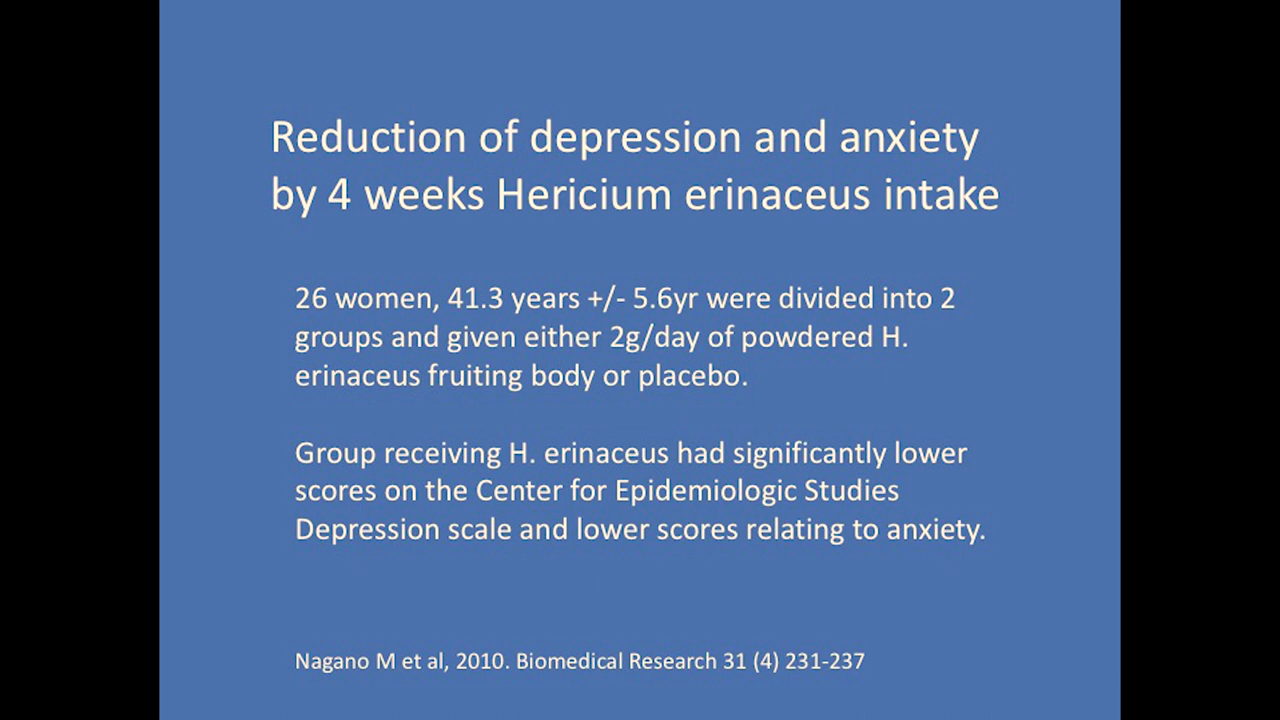 Reduction of depression and anxiety
by 4 weeks Hericium erinaceus intake
26 women, 41.3 years +/- 5.6yr were divided into 2
groups and given either 2g/day of powdered H.
erinaceus fruiting body or placebo.
Group receiving H. erinaceus had significantly lower
scores on the Center for Epidemiologic Studies
Depression scale and lower scores relating to anxiety.
Nagano M et al, 2010. Biomedical Research 31 (4) 231-237